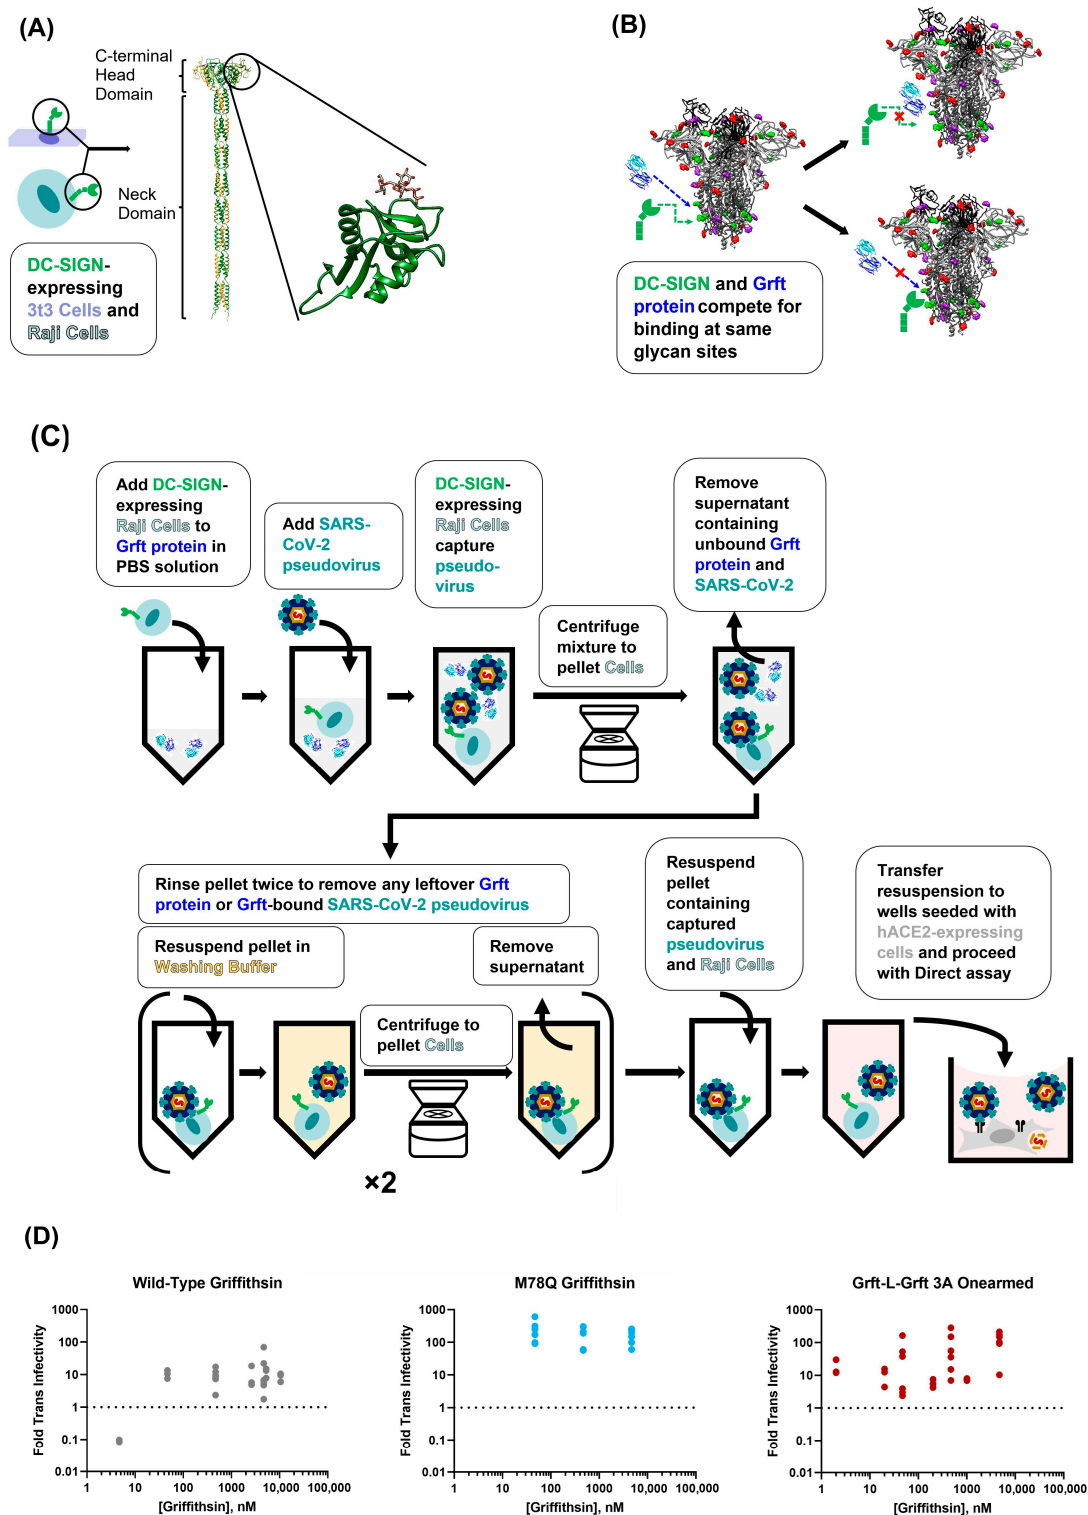 (A)
C-terminal
Head
Domain
Neck
Domain
DC-SIGN-
expressing
3t3 Cells and
Raji Cells
(B)
DC-SIGN and Grft
protein compete for
binding at same
glycan sites
(C)
Add DC-SIGN-
expressing
Raji Cells to
Grft protein in
PBS solution
Add SARS-
CoV-2
pseudovirus
DC-SIGN-
expressing
Raji Cells
capture
pseudo-
virus
Centrifuge
mixture to
pellet Cells
Remove
supernatant
containing
unbound Grft
protein and
SARS-CoV-2
Rinse pellet twice to remove any leftover Grft
protein or Grft-bound SARS-CoV-2 pseudovirus
Resuspend pellet in
Washing Buffer
Centrifuge to
pellet Cells
Remove
supernatant
×2
Resuspend
pellet
containing
captured
pseudovirus
and Raji Cells
Transfer
resuspension to
wells seeded with
hACE2-expressing
cells and proceed
with Direct assay
(D)
Wild-Type Griffithsin
Fold Trans Infectivity
1000
100
10
1
0.1
0.01
1 10 100 1000 10,000 100,000
[Griffithsin], nM
M78Q Griffithsin
Fold Trans Infectivity
1000
100
10
1
0.1
0.01
1 10 100 1000 10,000 100,000
[Griffithsin], nM
Grft-L-Grft 3A Onearmed
Fold Trans Infectivity
1000
100
10
1
0.1
0.01
1 10 100 1000 10,000 100,000
[Griffithsin], nM